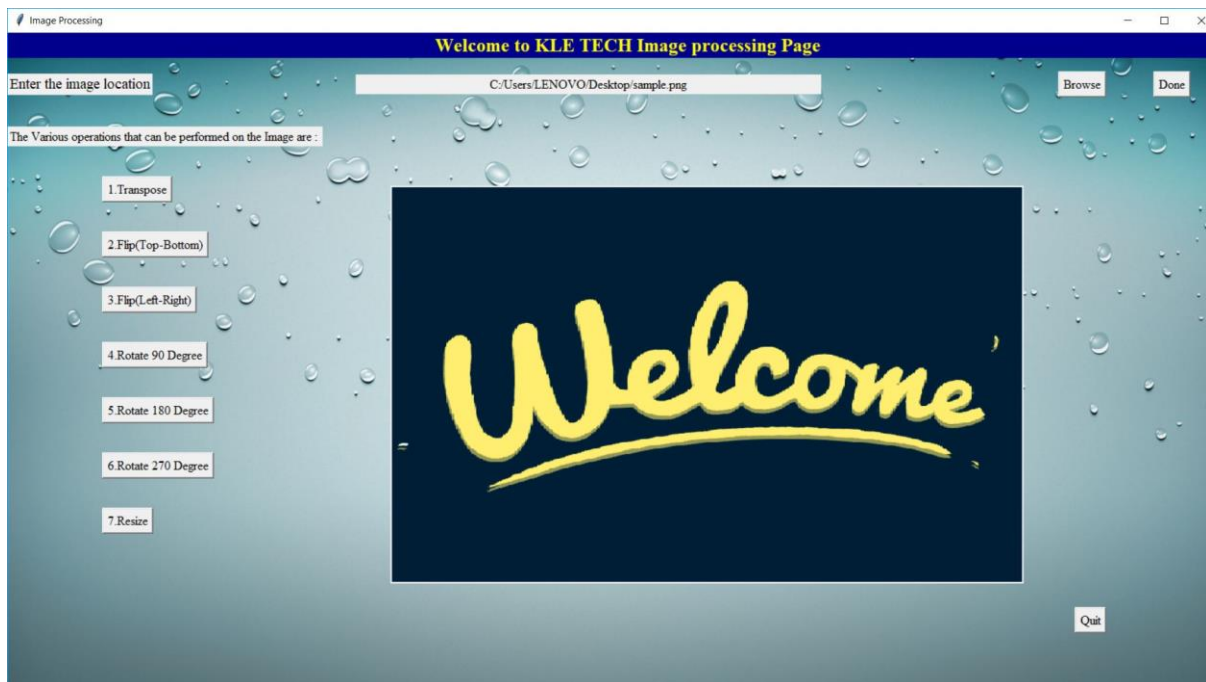 Image Processing
Welcome to KLE TECH Image processing Page
Enter the image location
C:/Users/LENOVO/Desktop/sample.png
Browse
Done
The Various operations that can be performed on the Image are :
1.Transpose
2.Flip(Top-Bottom)
3.Flip(Left-Right)
4.Rotate 90 Degree
5.Rotate 180 Degree
6.Rotate 270 Degree
7.Resize
Welcome
Quit